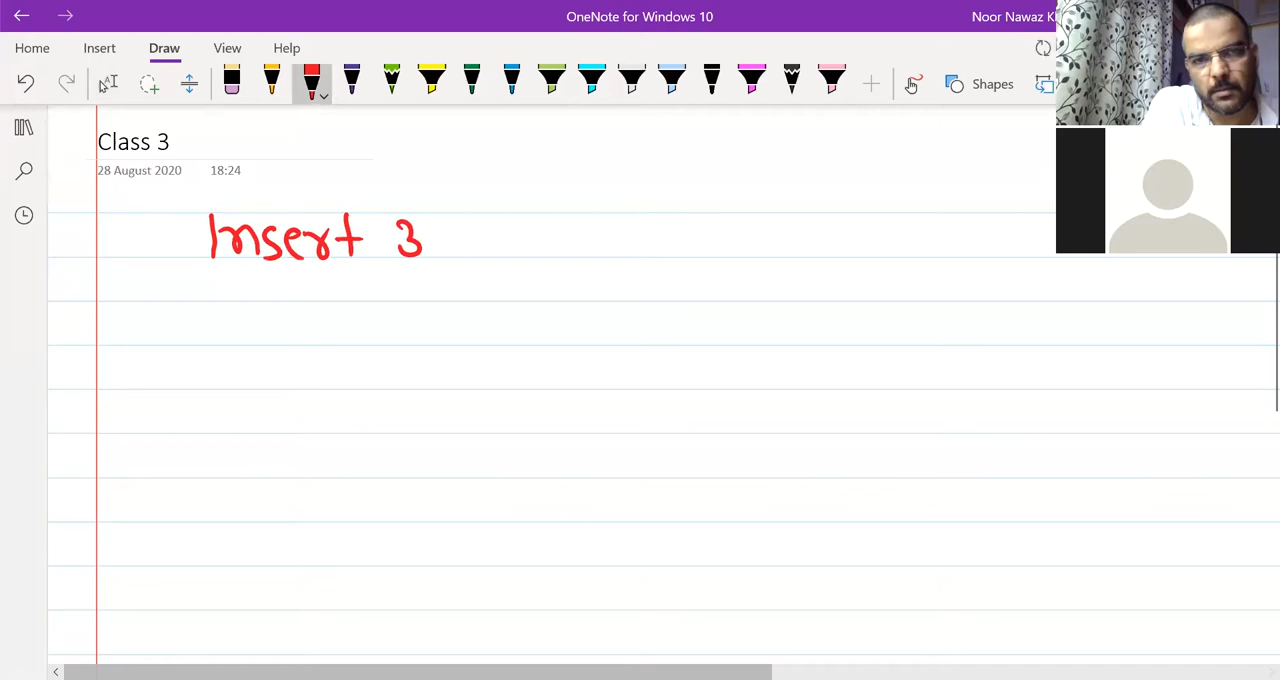 OneNote for Windows 10
Noor Nawaz K
Home Insert Draw View Help
Shapes
Class 3
28 August 2020 18:24
Insert 3